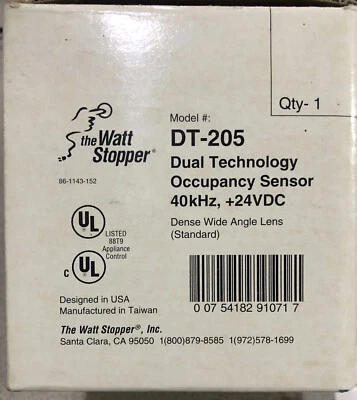 Qty- 1
the Watt
Stopper®
86-1143-152
Model #:
DT-205
Dual Technology
Occupancy Sensor
40kHz, +24VDC
Dense Wide Angle Lens
(Standard)
UL
LISTED
88T9
Appliance
Control
C UL
Designed in USA
Manufactured in Taiwan
0 07 54182 91071 7
The Watt Stopper®, Inc.
Santa Clara, CA 95050 1(800)879-8585 1(972)578-1699